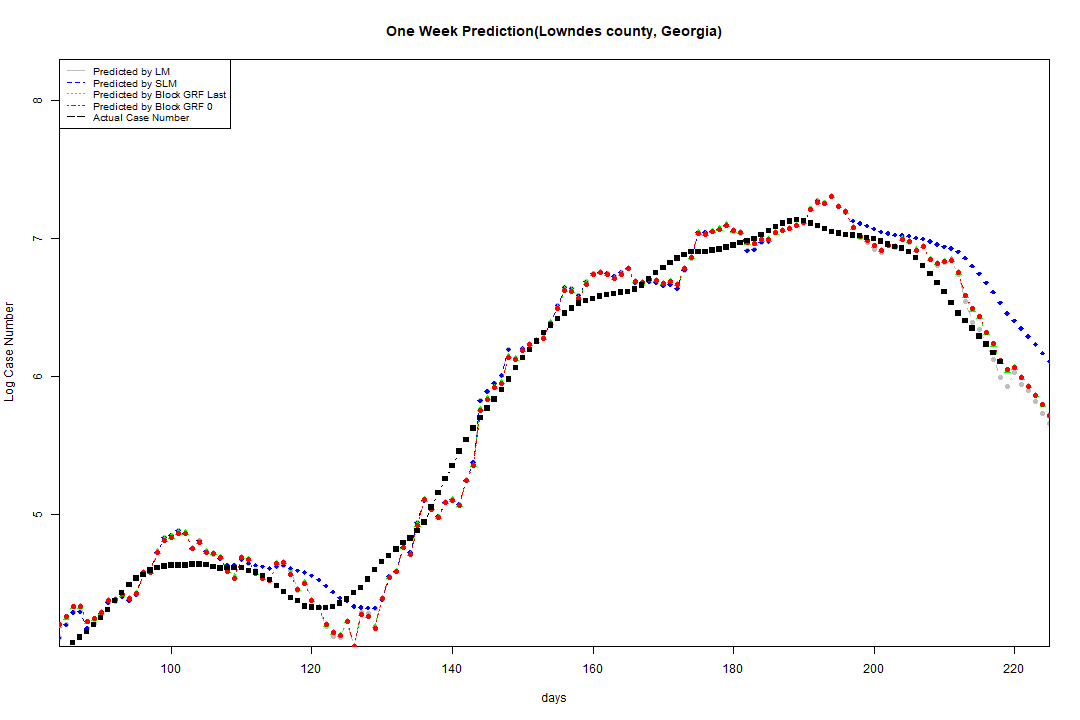 One Week Prediction(Lowndes county, Georgia)
Predicted by LM
Predicted by SLM
Predicted by Block GRF Last
Predicted by Block GRF 0
Actual Case Number
8
7
6
5
Log Case Number
100 120 140 160 180 200 220
days